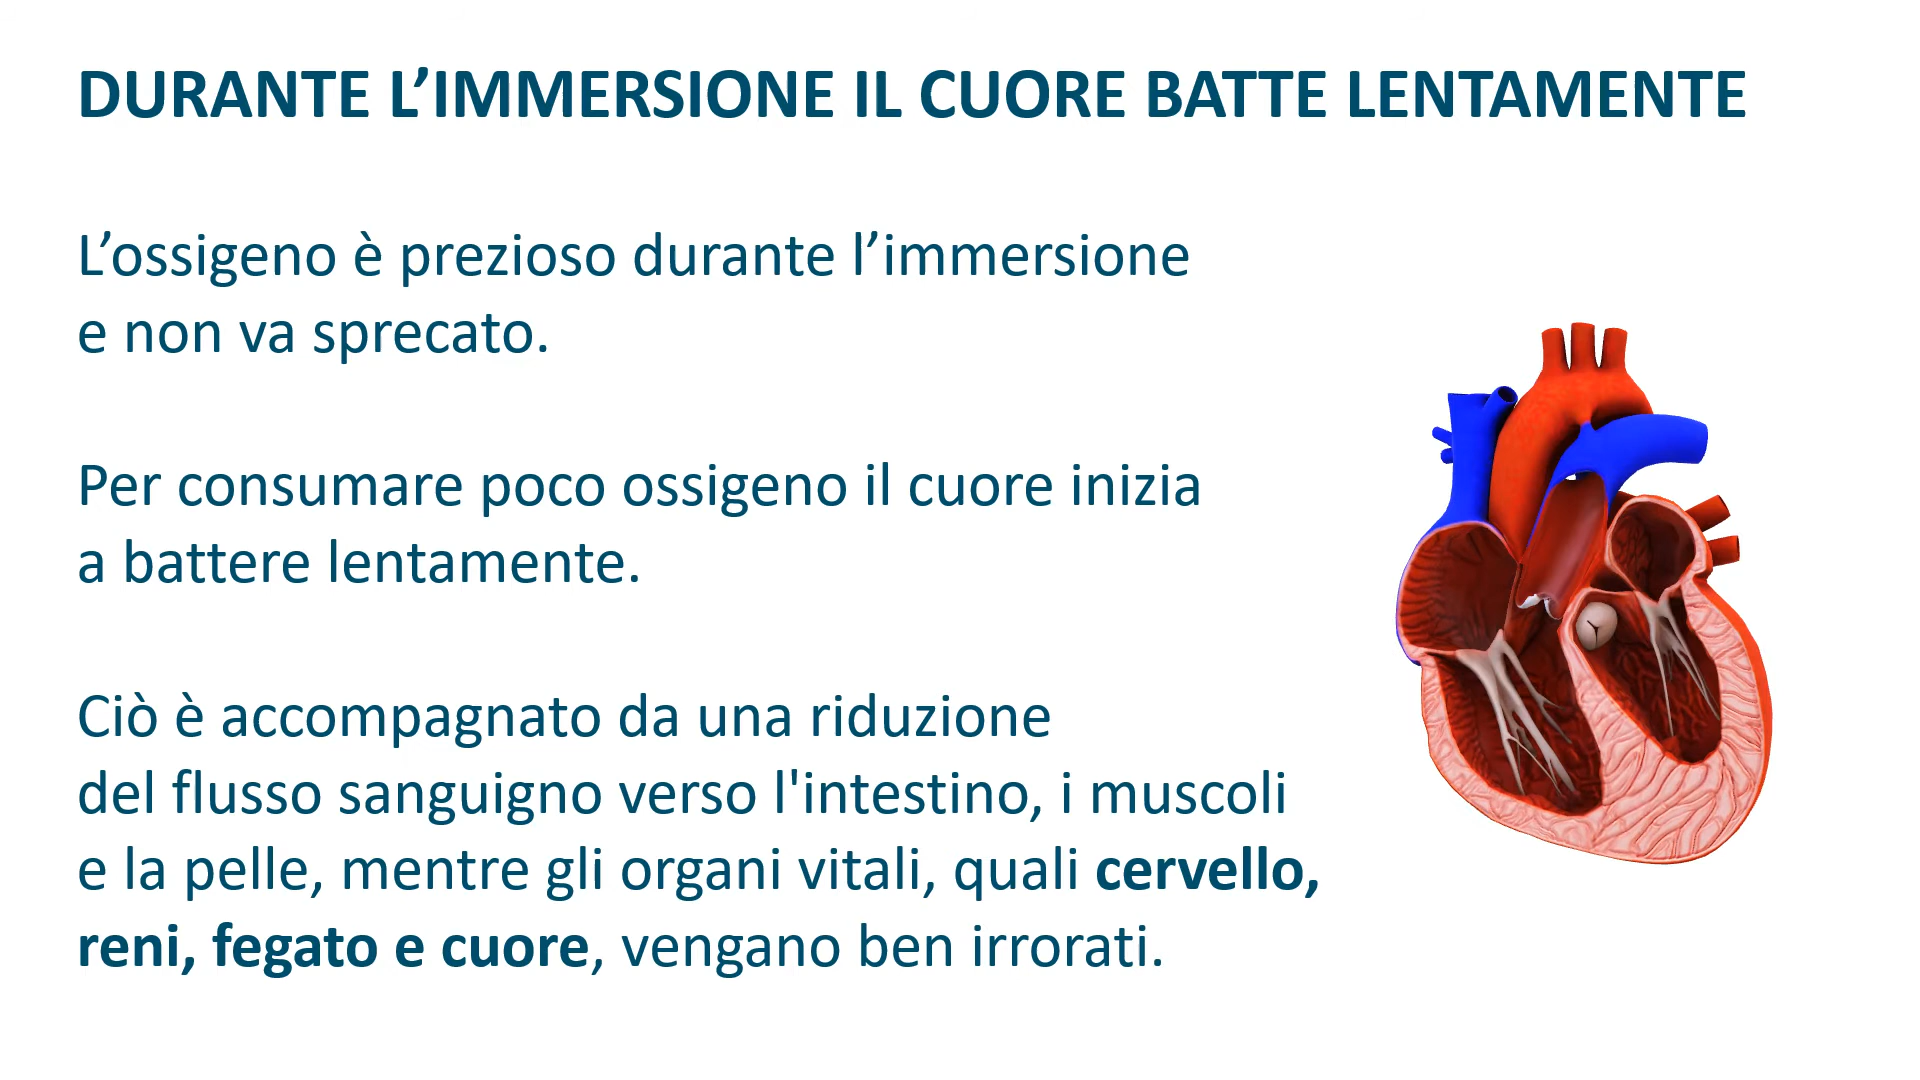 DURANTE L’IMMERSIONE IL CUORE BATTE LENTAMENTE
L’ossigeno è prezioso durante l’immersione
e non va sprecato.
Per consumare poco ossigeno il cuore inizia
a battere lentamente.
Ciò è accompagnato da una riduzione
del flusso sanguigno verso l'intestino, i muscoli
e la pelle, mentre gli organi vitali, quali cervello,
reni, fegato e cuore, vengano ben irrorati.